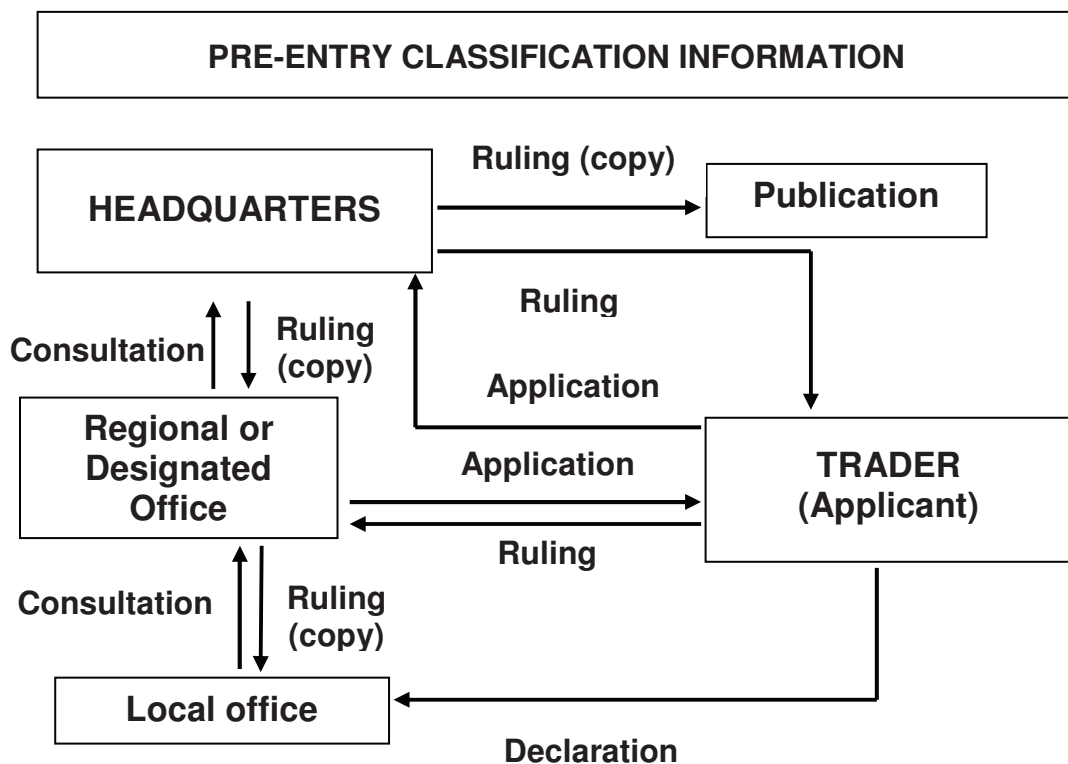 PRE-ENTRY CLASSIFICATION INFORMATION
Ruling (copy)
HEADQUARTERS
Publication
Ruling
Consultation
Ruling
(copy)
Application
Regional or
Designated
Office
Application
TRADER
(Applicant)
Ruling
Consultation
Ruling
(copy)
Local office
Declaration